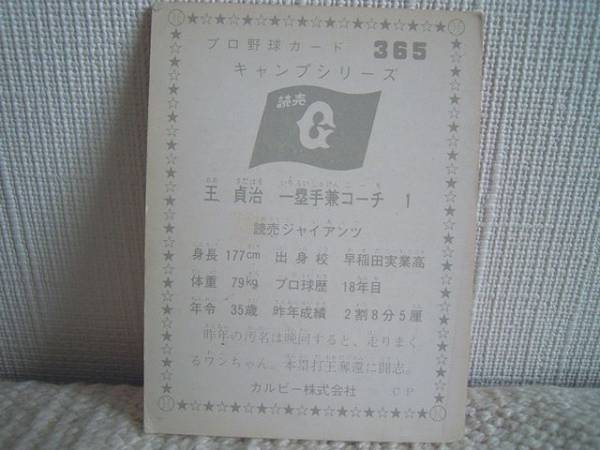 プロ野球カード 365
キャンプシリーズ
読売
G
王 貞治 一塁手兼コーチ 1
読売ジャイアンツ
身長 177cm 出身校 早稲田実業高
体重 79kg プロ球歴 18年目
年令 35歳 昨年成績 2割8分5厘
昨年の汚名は晩回すると、走りまく
るワンちゃん。本塁打王奪還に闘志。
カルビー株式会社 CP